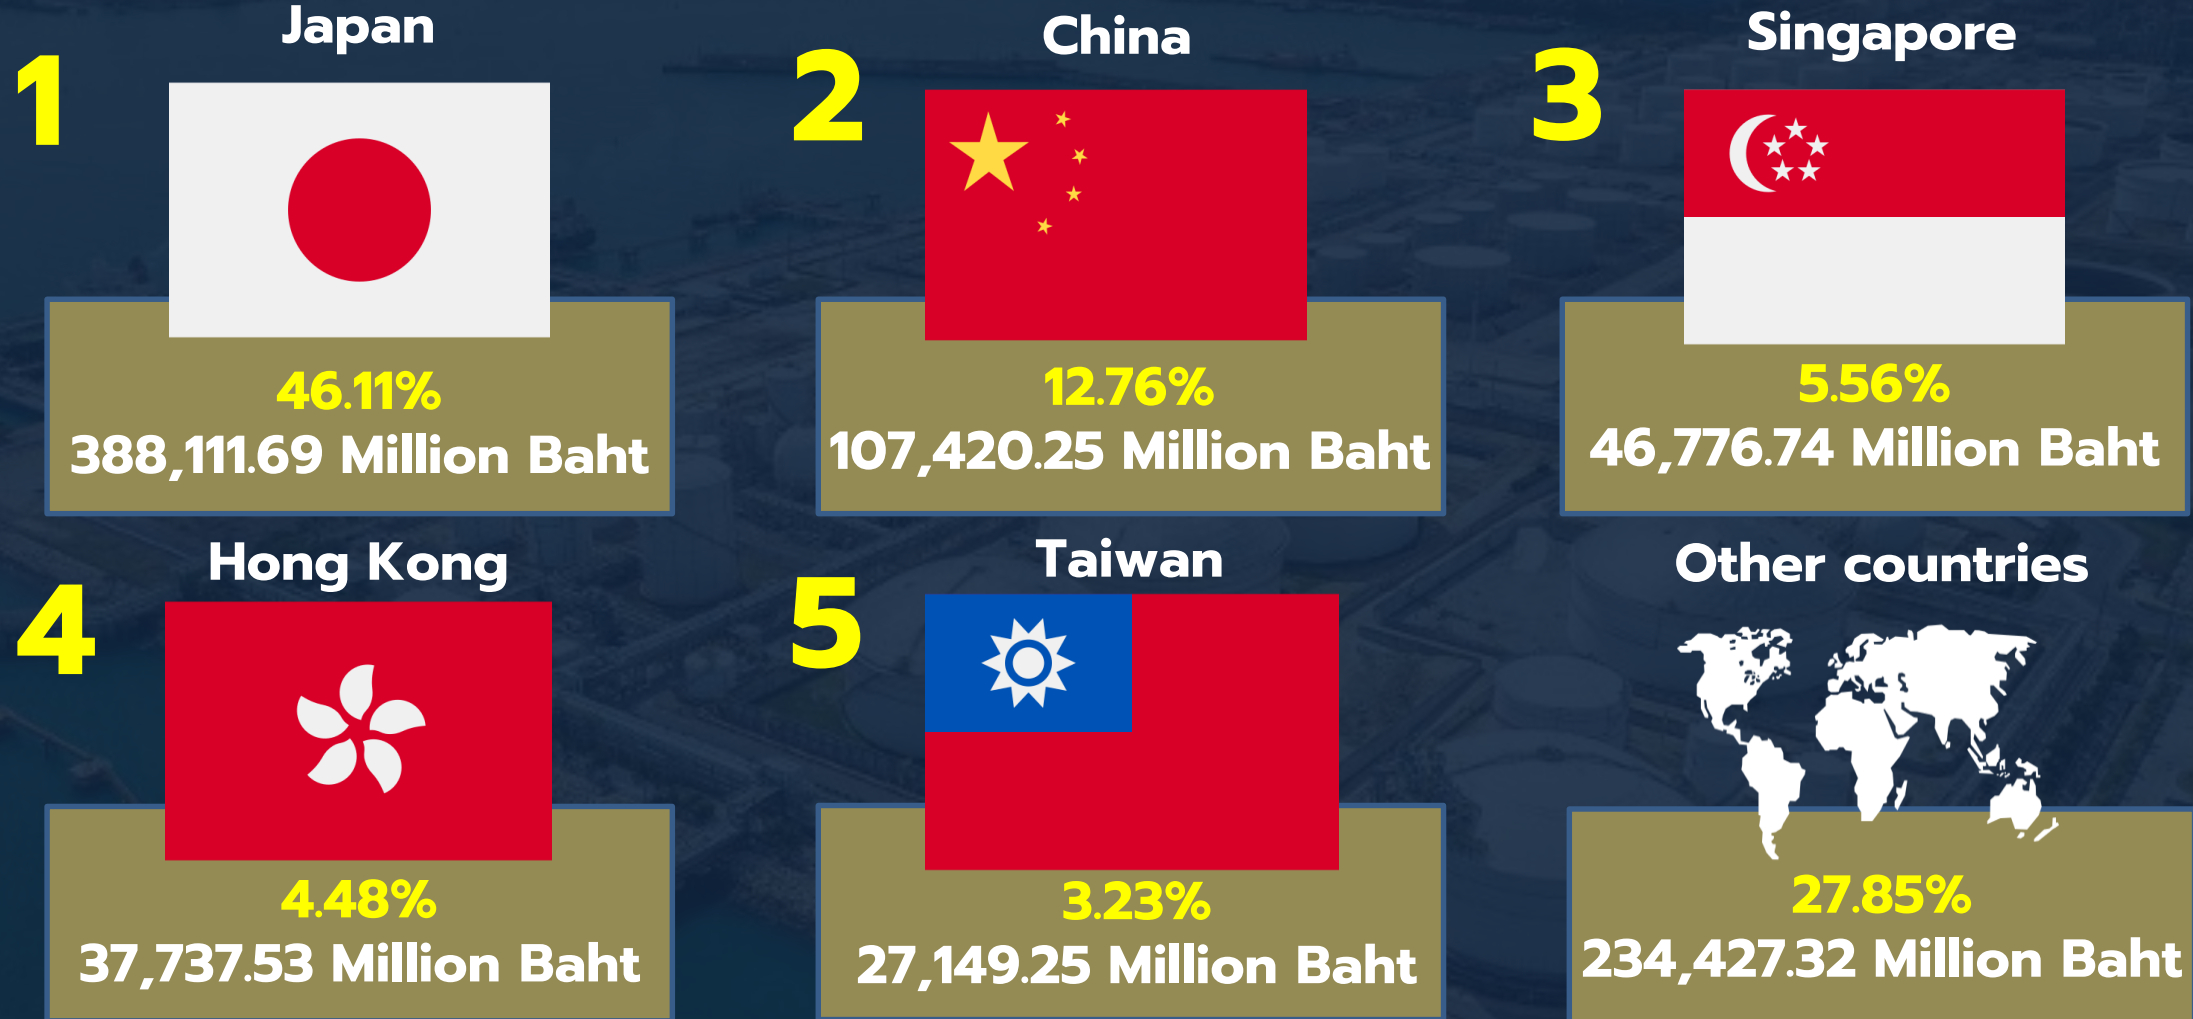 Japan
1
46.11%
388,111.69 Million Baht
China
2
12.76%
107,420.25 Million Baht
Singapore
3
5.56%
46,776.74 Million Baht
Hong Kong
4
4.48%
37,737.53 Million Baht
Taiwan
5
3.23%
27,149.25 Million Baht
Other countries
27.85%
234,427.32 Million Baht